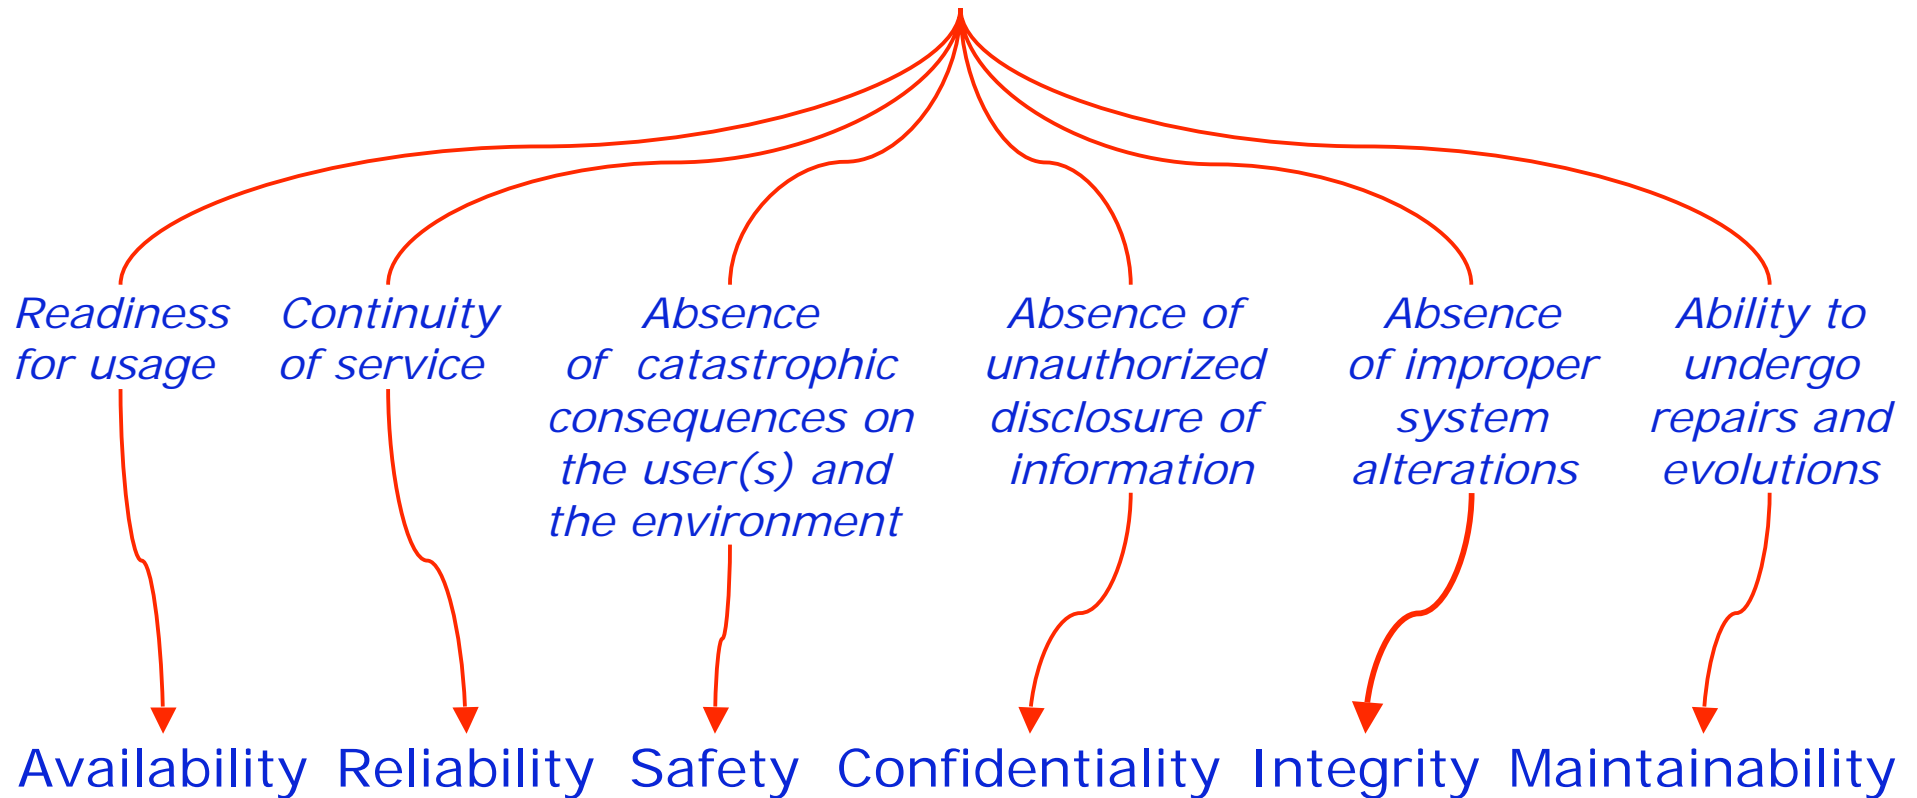 Readiness
for usage
Continuity
of service
Absence
of catastrophic
consequences on
the user(s) and
the environment
Absence of
unauthorized
disclosure of
information
Absence
of improper
system
alterations
Ability to
undergo
repairs and
evolutions
Availability Reliability Safety Confidentiality Integrity Maintainability